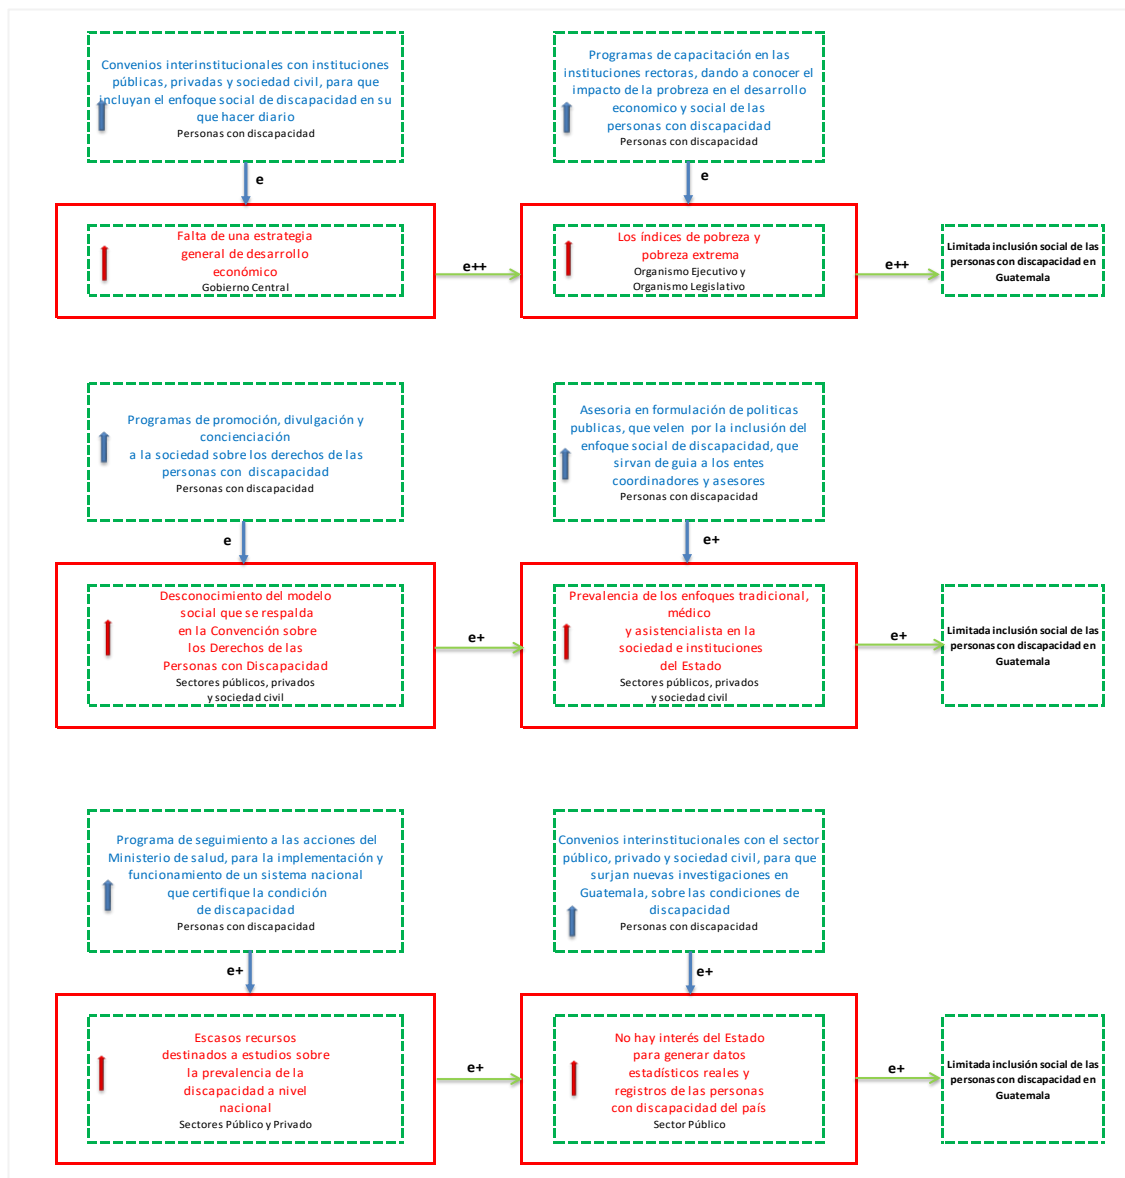 Convenios interinstitucionales con instituciones
públicas, privadas y sociedad civil, para que
incluyan el enfoque social de discapacidad en su
que hacer diario
Personas con discapacidad
Programas de capacitación en las
instituciones rectoras, dando a conocer el
impacto de la probreza en el desarrollo
economico y social de las
personas con discapacidad
Personas con discapacidad
e
e
Falta de una estrategia
general de desarrollo
económico
Gobierno Central
e++
Los índices de pobreza y
pobreza extrema
Organismo Ejecutivo y
Organismo Legislativo
e++
Limitada inclusión social de las
personas con discapacidad en
Guatemala
Programas de promoción, divulgación y
concienciación
a la sociedad sobre los derechos de las
personas con discapacidad
Personas con discapacidad
Asesoria en formulación de politicas
publicas, que velen por la inclusión del
enfoque social de discapacidad, que
sirvan de guia a los entes
coordinadores y asesores
Personas con discapacidad
e
e+
Desconocimiento del modelo
social que se respalda
en la Convención sobre
los Derechos de las
Personas con Discapacidad
Sectores públicos, privados
y sociedad civil
e+
Prevalencia de los enfoques tradicional,
médico
y asistencialista en la
sociedad e instituciones
del Estado
Sectores públicos, privados
y sociedad civil
e+
Limitada inclusión social de las
personas con discapacidad en
Guatemala
Programa de seguimiento a las acciones del
Ministerio de salud, para la implementación y
funcionamiento de un sistema nacional
que certifique la condición
de discapacidad
Personas con discapacidad
Convenios interinstitucionales con el sector
público, privado y sociedad civil, para que
surjan nuevas investigaciones en
Guatemala, sobre las condiciones de
discapacidad
Personas con discapacidad
e+
e+
Escasos recursos
destinados a estudios sobre
la prevalencia de la
discapacidad a nivel
nacional
Sectores Público y Privado
e+
No hay interés del Estado
para generar datos
estadísticos reales y
registros de las personas
con discapacidad del país
Sector Público
e+
Limitada inclusión social de las
personas con discapacidad en
Guatemala